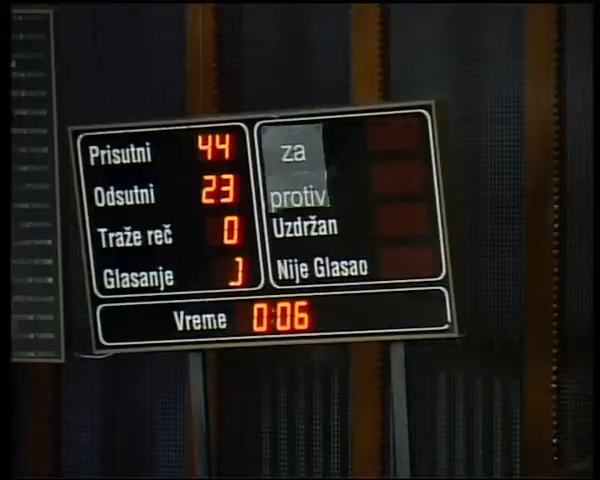 Prisutni 44
Odsutni 23
Traže reč 0
Glasanje
za
protiv
Uzdržan
Nije Glasao
Vreme 0:06